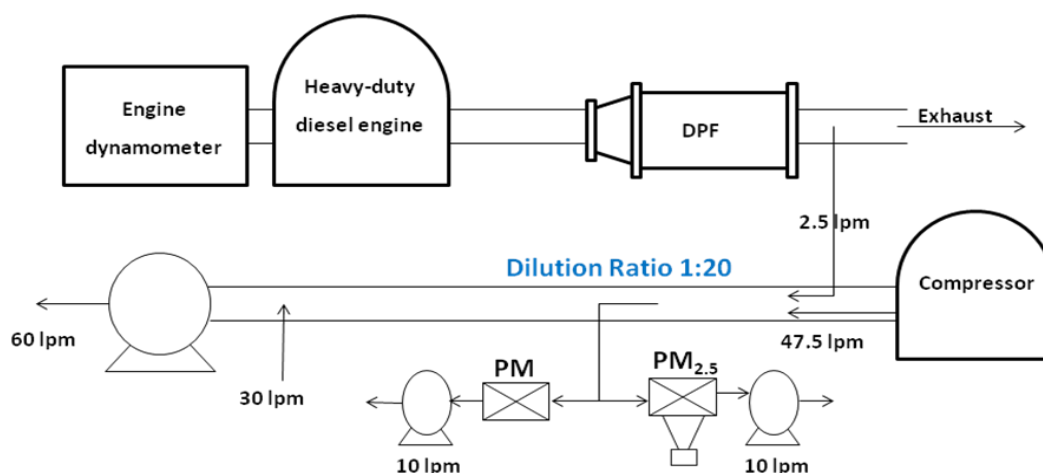 Engine
dynamometer
Heavy-duty
diesel engine
DPF
Exhaust
2.5 lpm
Dilution Ratio 1:20
Compressor
47.5 lpm
60 lpm
30 lpm
PM
PM2.5
10 lpm
10 lpm